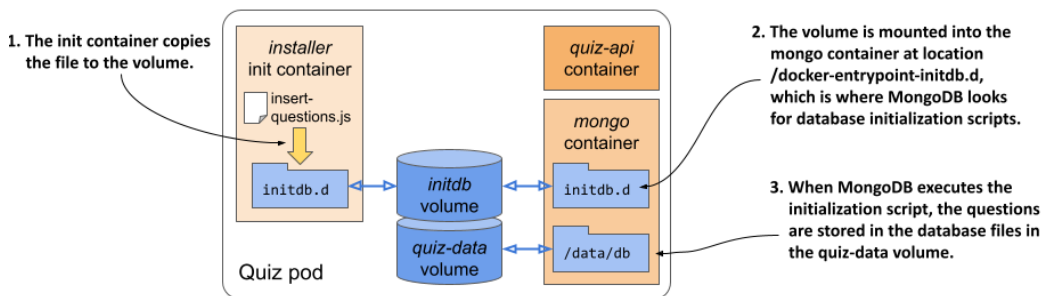 1. The init container copies
the file to the volume.
installer
init container
insert-
questions.js
initdb.d
initdb
volume
quiz-data
volume
Quiz pod
quiz-api
container
mongo
container
initdb.d
/data/db
2. The volume is mounted into the
mongo container at location
/docker-entrypoint-initdb.d,
which is where MongoDB looks
for database initialization scripts.
3. When MongoDB executes the
initialization script, the questions
are stored in the database files in
the quiz-data volume.